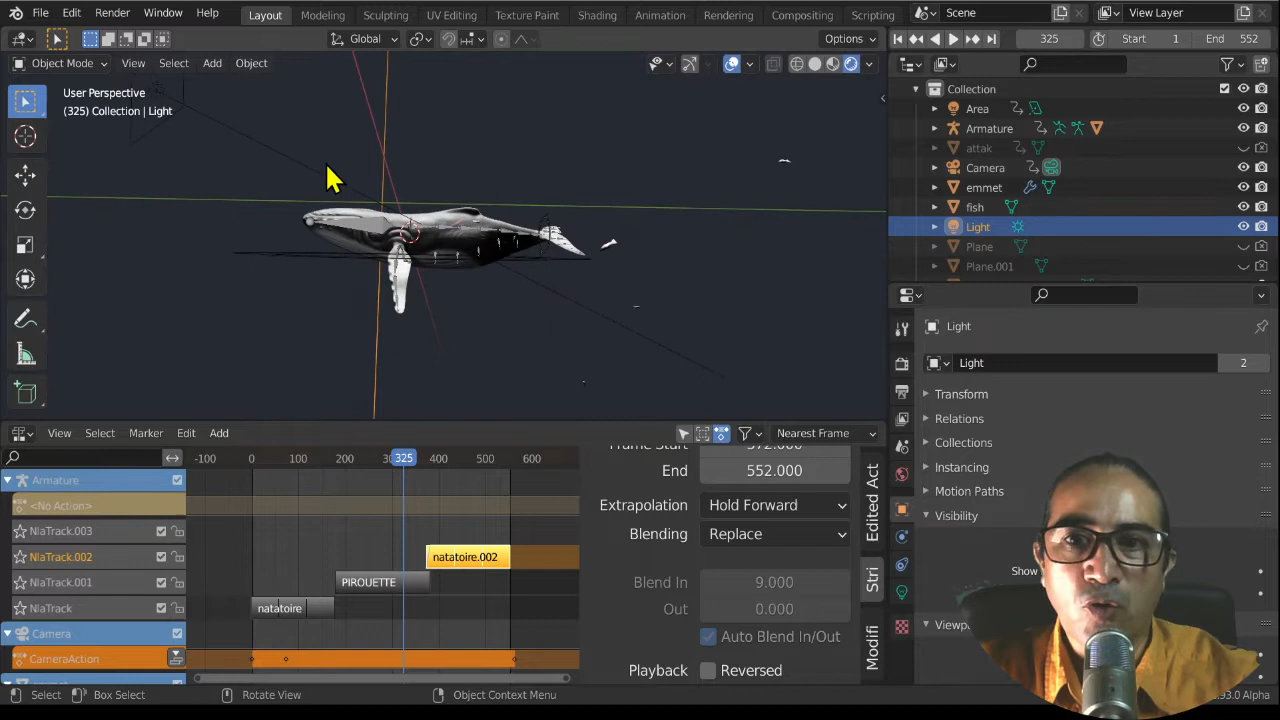 File Edit Render Window Help Layout Modeling Sculpting UV Editing Texture Paint Shading Animation Rendering Compositing Scripting Scene View Layer
Global Options 325 Start 1 End 552
Object Mode View Select Add Object
User Perspective
(325) Collection | Light
Collection
Area
Armature
attak
Camera
emmet
fish
Light
Plane
Plane.001
Light
Light 2
Transform
Relations
Collections
Instancing
Motion Paths
Visibility
Show
View Select Marker Edit Add Nearest Frame
-100 0 100 200 325 400 500 600
Armature
<No Action>
NlaTrack.003
NlaTrack.002 natatoire.002
NlaTrack.001 PIROUETTE
NlaTrack natatoire
Camera
CameraAction
End 552.000
Extrapolation Hold Forward
Blending Replace
Blend In 9.000
Out 0.000
Auto Blend In/Out
Playback Reversed
Edited Act
Stri
Modifi
Select Box Select Rotate View Object Context Menu